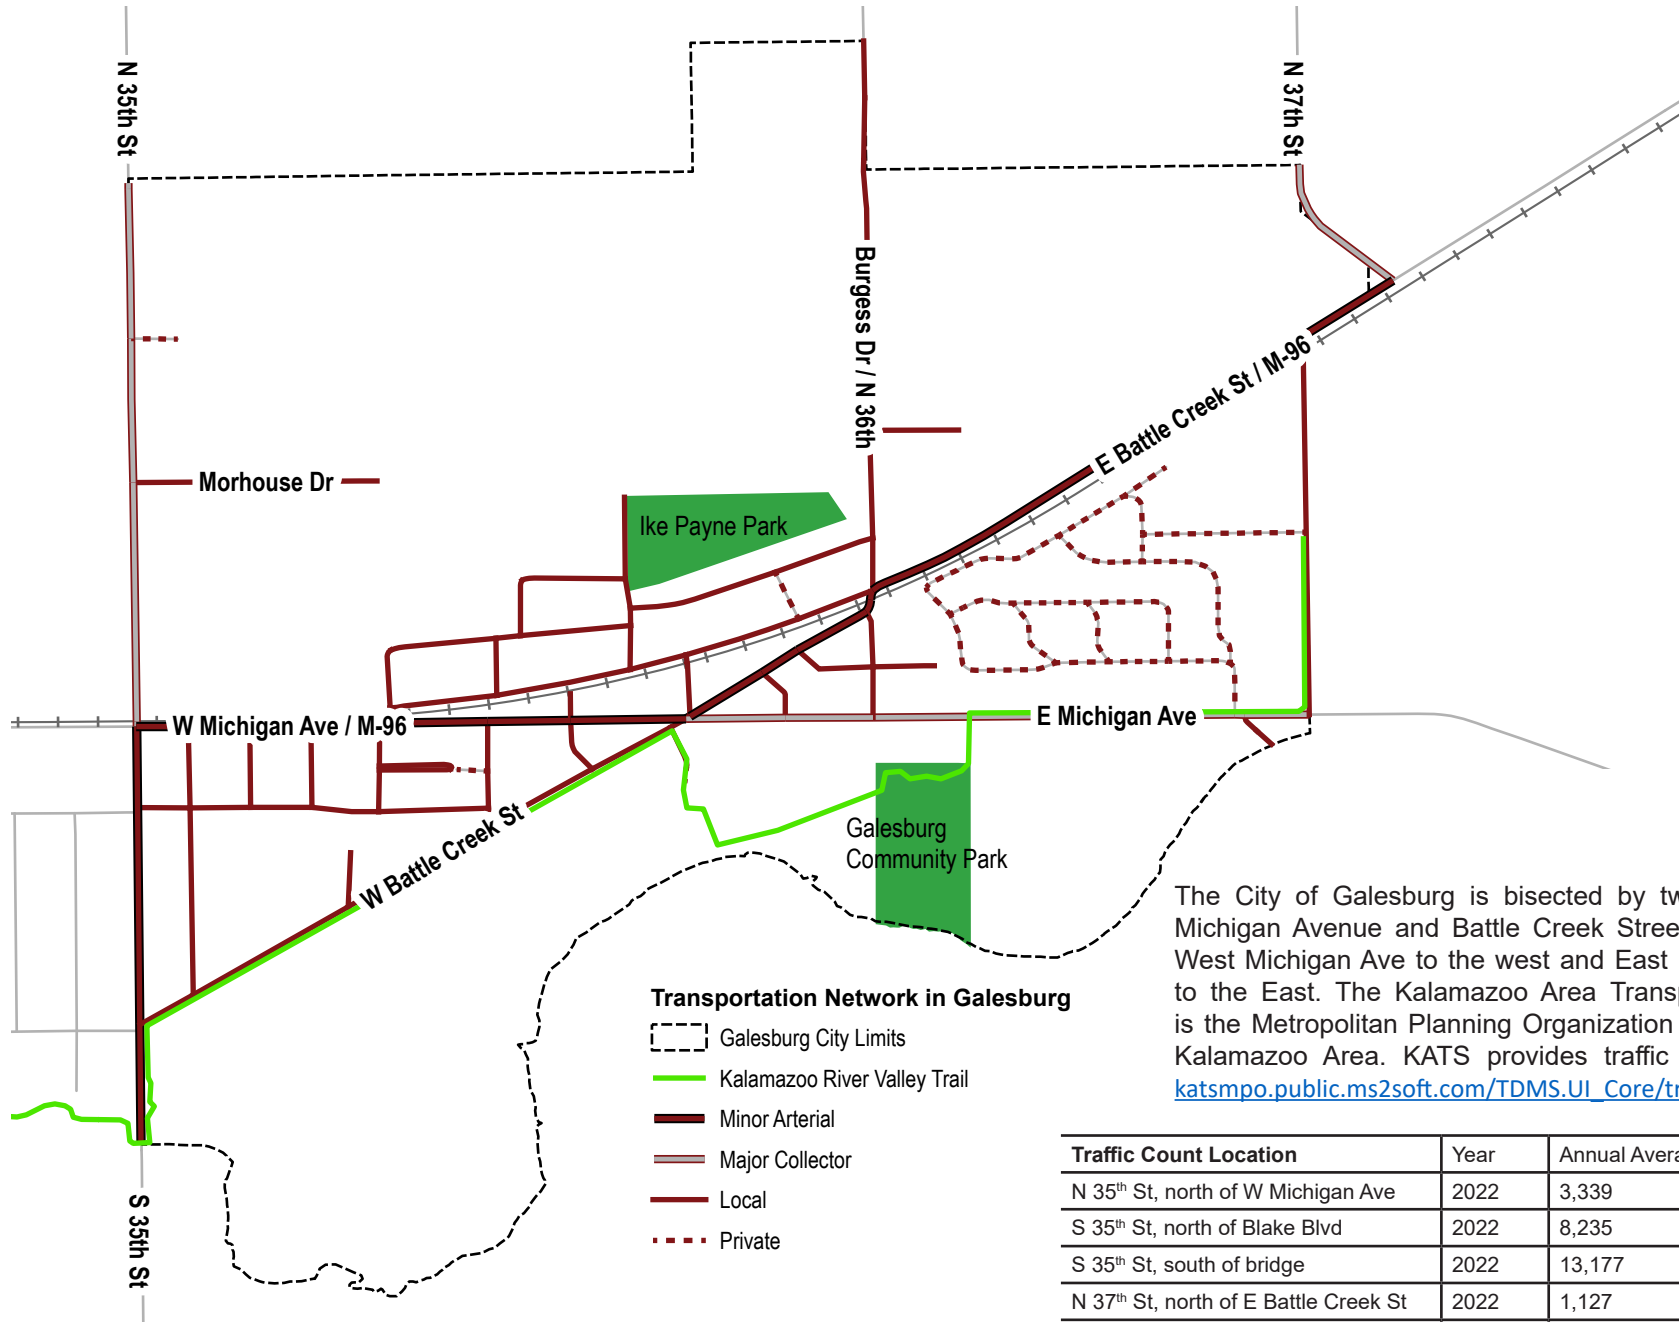 N 35th St
N 37th St
Burgess Dr / N 36th
E Battle Creek St / M-96
Morhouse Dr
Ike Payne Park
W Michigan Ave / M-96
E Michigan Ave
W Battle Creek St
Galesburg
Community Park
S 35th St
Transportation Network in Galesburg
Galesburg City Limits
Kalamazoo River Valley Trail
Minor Arterial
Major Collector
Local
Private
The City of Galesburg is bisected by tw
Michigan Avenue and Battle Creek Stree
West Michigan Ave to the west and East
to the East. The Kalamazoo Area Transp
is the Metropolitan Planning Organization
Kalamazoo Area. KATS provides traffic
katsmpo.public.ms2soft.com/TDMS.UI_Core/tr
Traffic Count Location Year Annual Avera
N 35th St, north of W Michigan Ave 2022 3,339
S 35th St, north of Blake Blvd 2022 8,235
S 35th St, south of bridge 2022 13,177
N 37th St, north of E Battle Creek St 2022 1,127